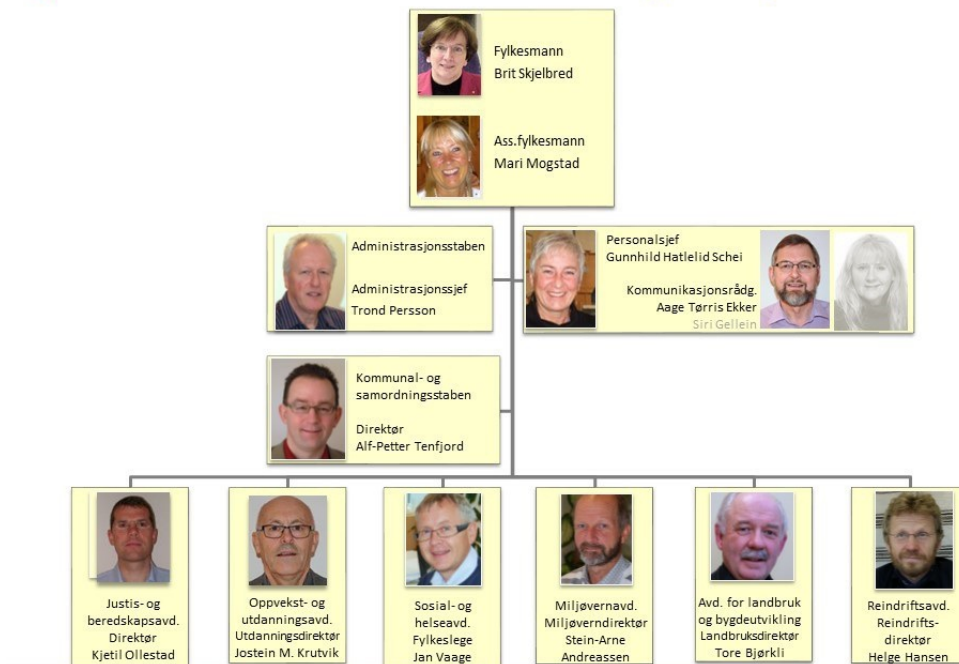 Fylkesmann
Brit Skjelbred
Ass.fylkesmann
Mari Mogstad
Administrasjonsstaben
Administrasjonssjef
Trond Persson
Personalsjef
Gunnhild Hatlelid Schei
Kommunikasjonsrådg.
Aage Tørris Ekker
Siri Gellein
Kommunal- og
samordningsstaben
Direktør
Alf-Petter Tenfjord
Justis- og
beredskapsavd.
Direktør
Kjetil Ollestad
Oppvekst- og
utdanningsavd.
Utdanningsdirektør
Jostein M. Krutvik
Sosial- og
helseavd.
Fylkeslege
Jan Vaage
Miljøvernavd.
Miljøverndirektør
Stein-Arne
Andreassen
Avd. for landbruk
og bygdeutvikling
Landbruksdirektør
Tore Bjørkli
Reindriftsavd.
Reindrifts-
direktør
Helge Hansen